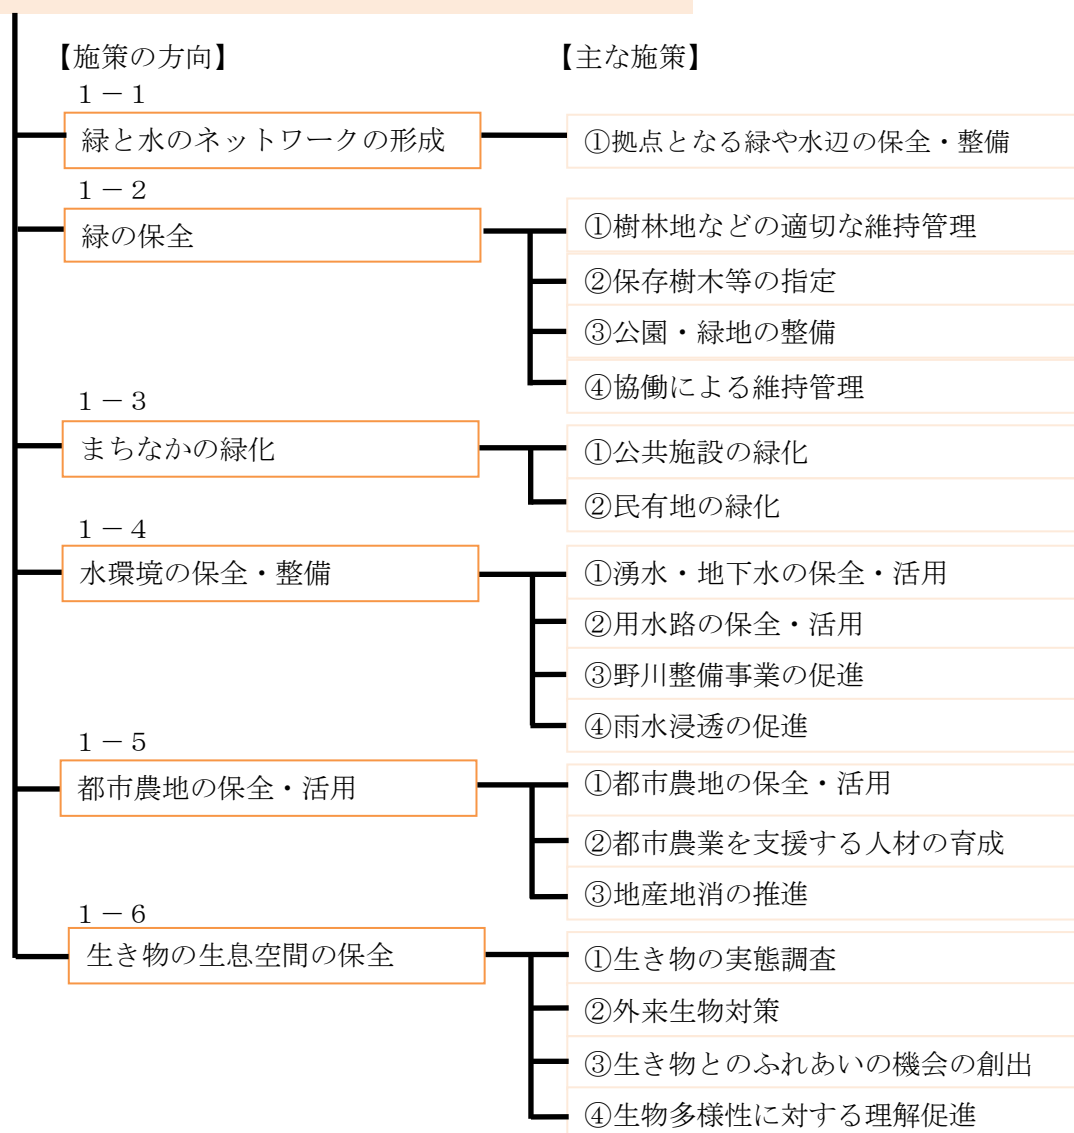 【施策の方向】
【主な施策】
１－１
緑と水のネットワークの形成
①拠点となる緑や水辺の保全・整備
１－２
緑の保全
①樹林地などの適切な維持管理
②保存樹木等の指定
③公園・緑地の整備
④協働による維持管理
１－３
まちなかの緑化
①公共施設の緑化
②民有地の緑化
１－４
水環境の保全・整備
①湧水・地下水の保全・活用
②用水路の保全・活用
③野川整備事業の促進
④雨水浸透の促進
１－５
都市農地の保全・活用
①都市農地の保全・活用
②都市農業を支援する人材の育成
③地産地消の推進
１－６
生き物の生息空間の保全
①生き物の実態調査
②外来生物対策
③生き物とのふれあいの機会の創出
④生物多様性に対する理解促進